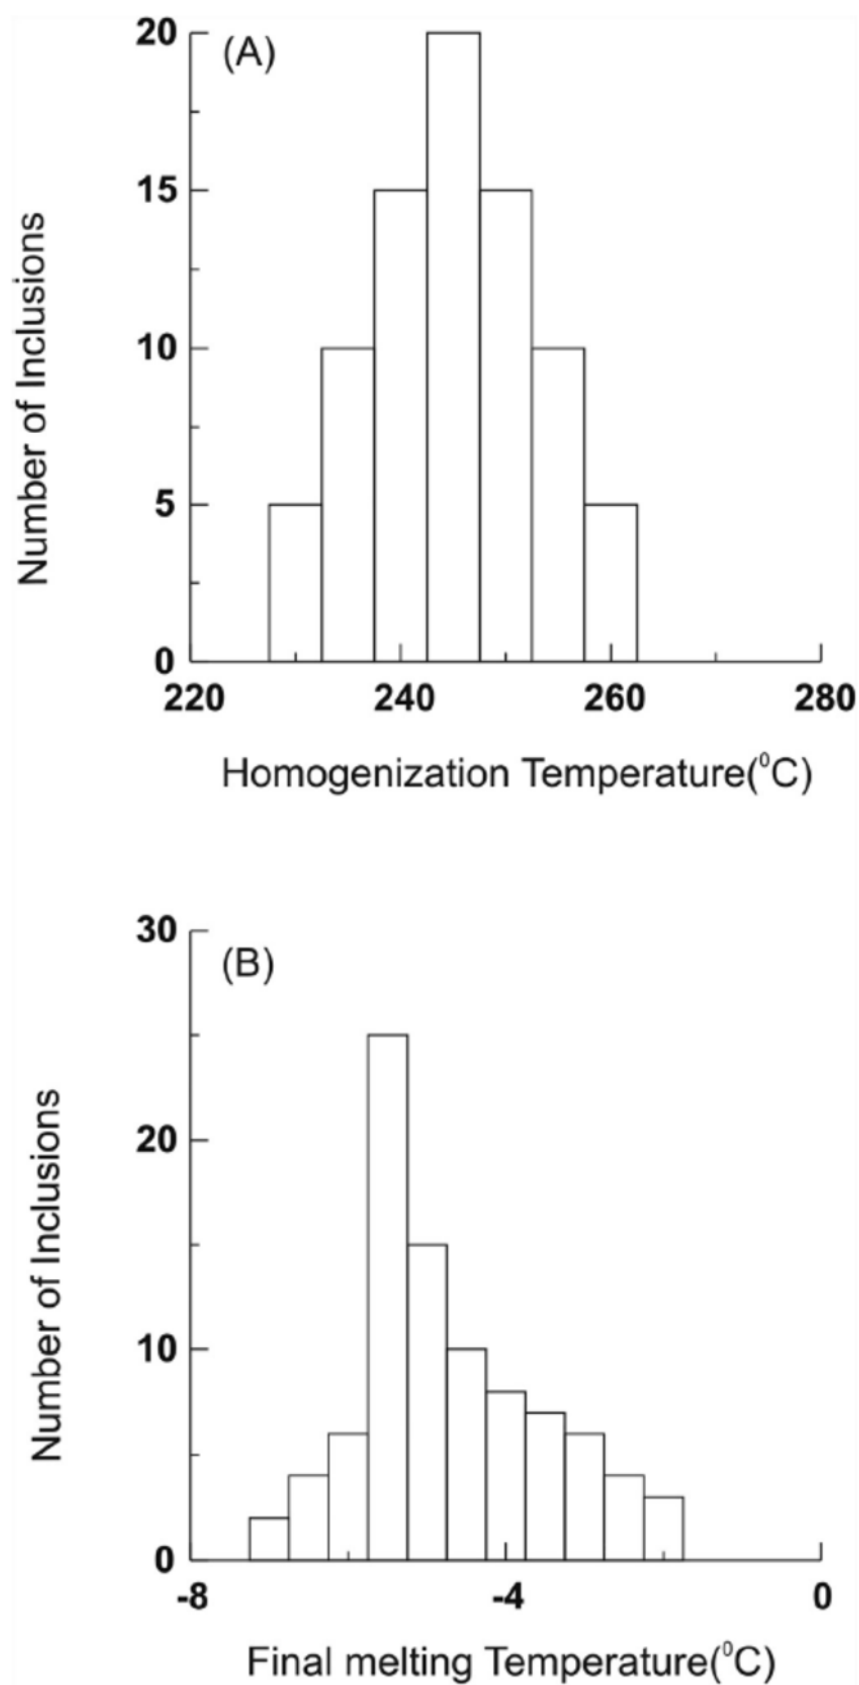 20
(A)
15
10
5
0
220 240 260 280
Number of Inclusions
Homogenization Temperature(⁰C)
30
(B)
20
10
0
-8 -4 0
Number of Inclusions
Final melting Temperature(⁰C)